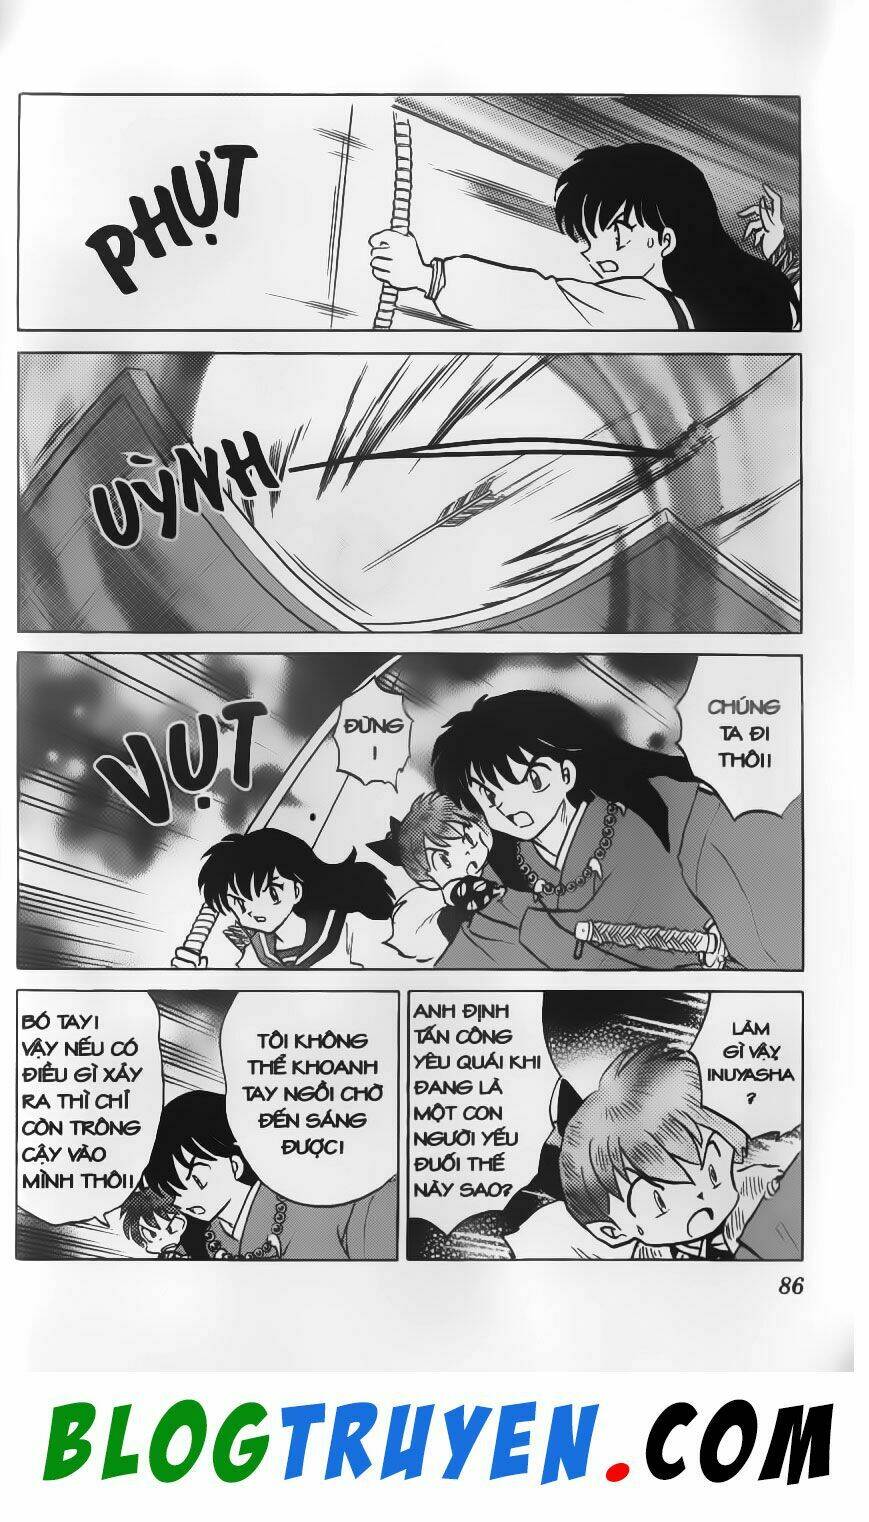 PHỰT
UỲNH
CHÚNG
TA ĐI
THÔI!
ĐỪNG
!
VỤT
LÀM
GÌ VẬY,
INUYASHA
?
ANH ĐỊNH
TẤN CÔNG
YÊU QUÁI KHI
ĐANG LÀ
MỘT CON
NGƯỜI YẾU
ĐUỐI THẾ
NÀY SAO?
TÔI KHÔNG
THỂ KHOANH
TAY NGỒI CHỜ
ĐẾN SÁNG
ĐƯỢC!
BÓ TAY!
VẬY NẾU CÓ
ĐIỀU GÌ XẢY
RA THÌ CHỈ
CÒN TRÔNG
CẬY VÀO
MÌNH THÔI!
86
BLOGTRUYEN.COM